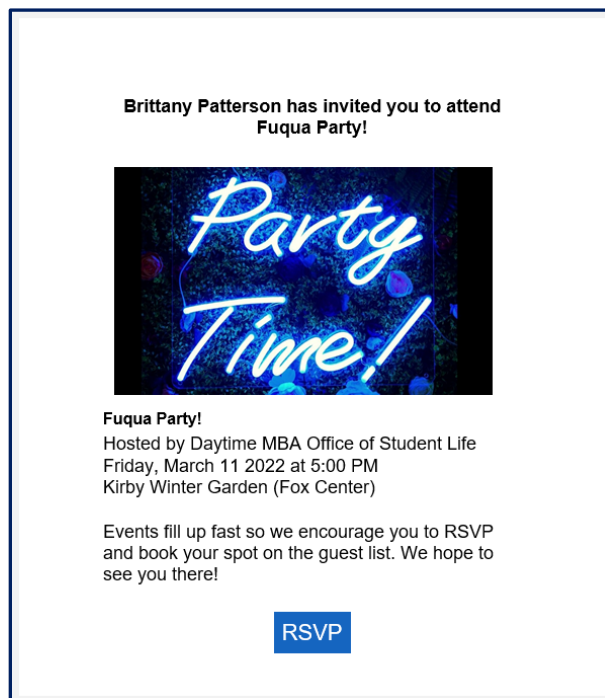 Brittany Patterson has invited you to attend
Fuqua Party!
Party
Time!
Fuqua Party!
Hosted by Daytime MBA Office of Student Life
Friday, March 11 2022 at 5:00 PM
Kirby Winter Garden (Fox Center)
Events fill up fast so we encourage you to RSVP
and book your spot on the guest list. We hope to
see you there!
RSVP